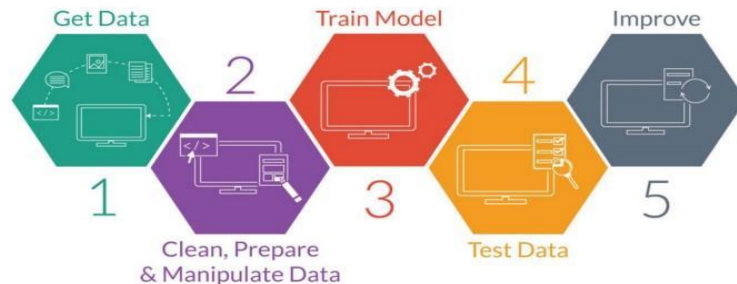 Get Data
1
2
Clean, Prepare
& Manipulate Data
Train Model
3
4
Test Data
Improve
5
</>
</>